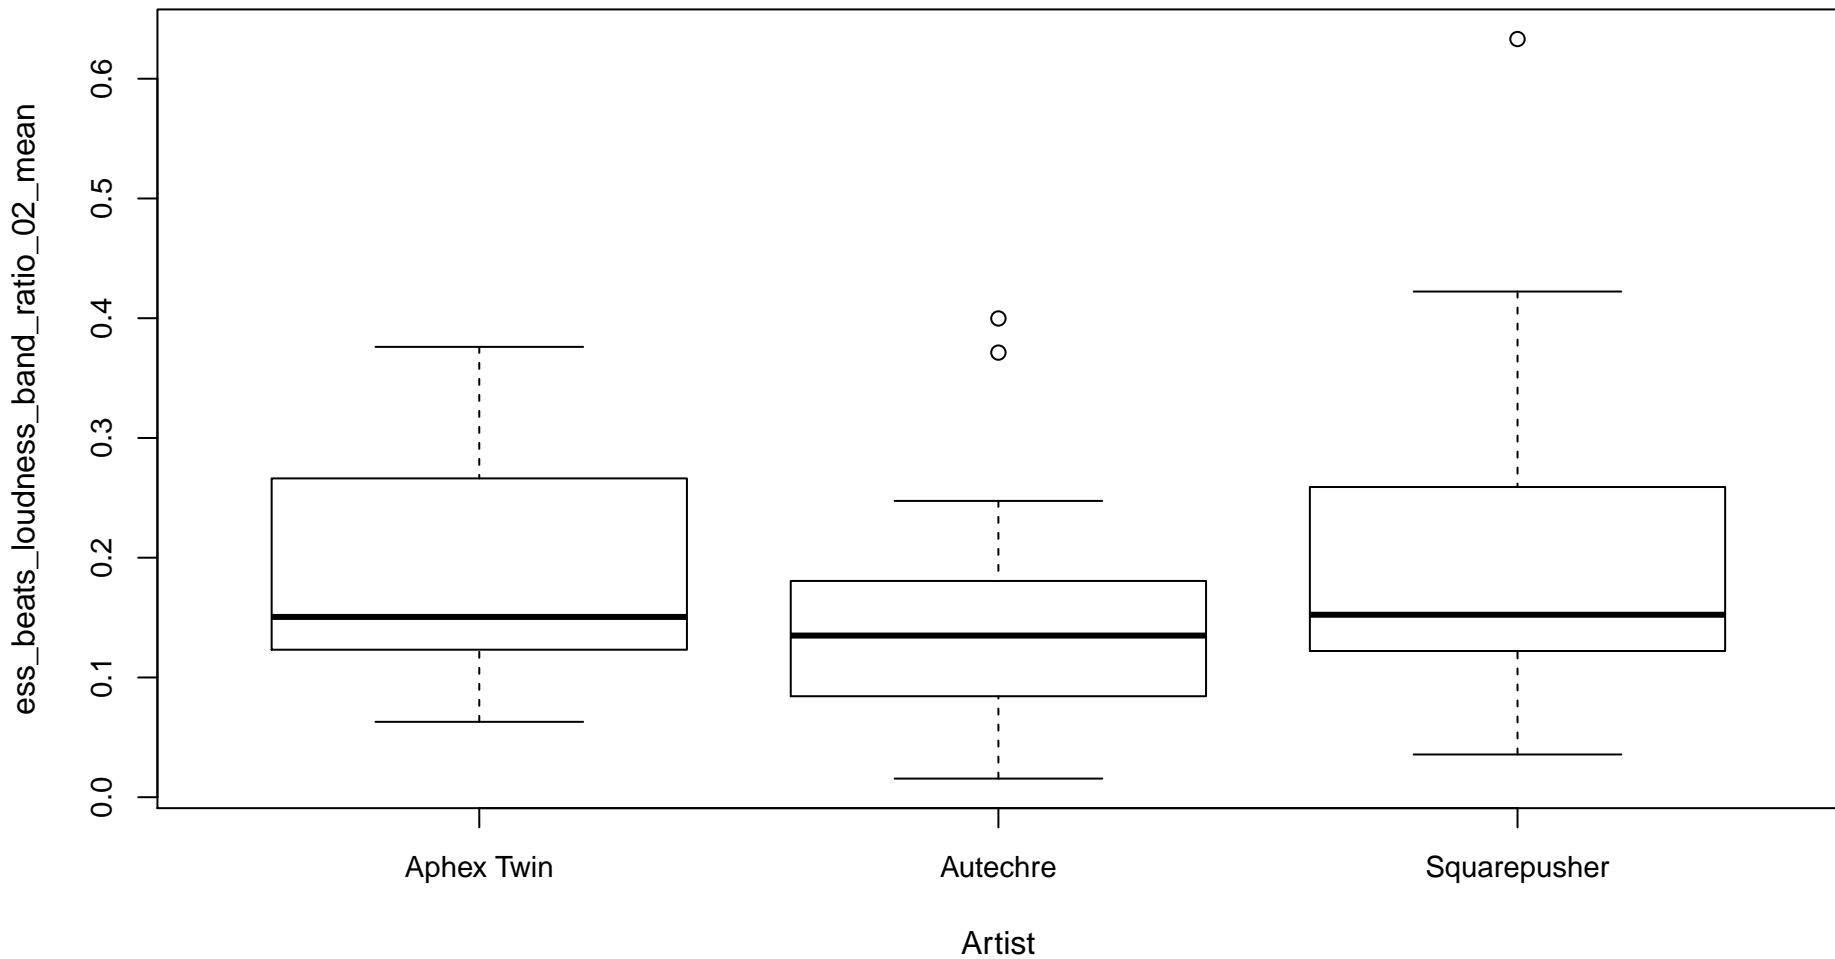 ess_beats_loudness_band_ratio_02_mean
0.6
0.5
0.4
0.3
0.2
0.1
0.0
Aphex Twin Autechre Squarepusher
Artist